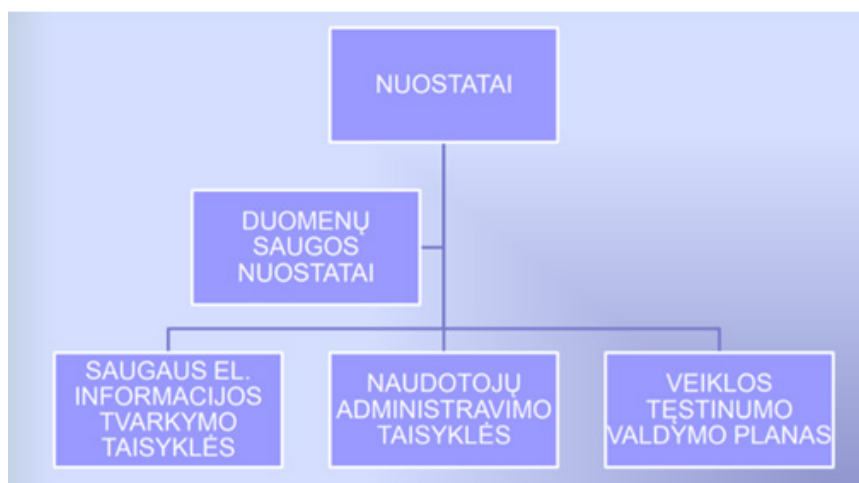 NUOSTATAI
DUOMENŲ
SAUGOS
NUOSTATAI
SAUGAUS EL.
INFORMACIJOS
TVARKYMO
TAISYKLĖS
NAUDOTOJŲ
ADMINISTRAVIMO
TAISYKLĖS
VEIKLOS
TĘSTINUMO
VALDYMO PLANAS